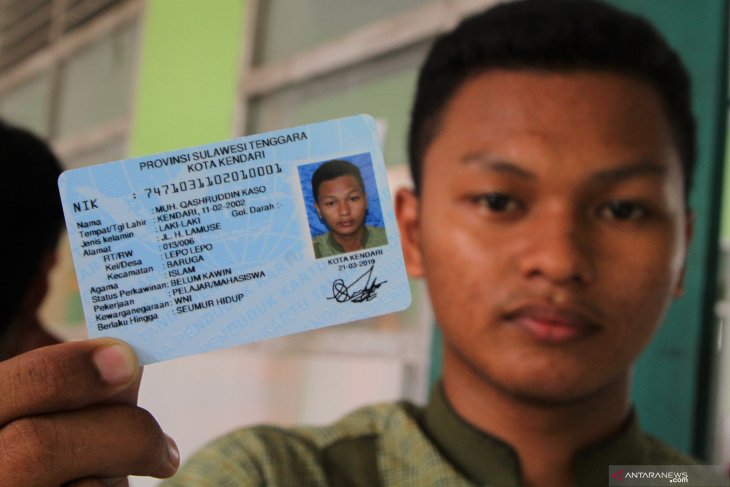 PROVINSI SULAWESI TENGGARA
KOTA KENDARI
NIK : 7471031102010001
Nama : MUH. QASHRUDDIN KASO
Tempat/Tgl Lahir : KENDARI, 11-02-2002
Jenis kelamin : LAKI-LAKI Gol. Darah : -
Alamat : JL. H. LAMUSE
RT/RW : 013/006
Kel/Desa : LEPO LEPO
Kecamatan : BARUGA
Agama : ISLAM
Status Perkawinan: BELUM KAWIN
Pekerjaan : PELAJAR/MAHASISWA
Kewarganegaraan: WNI
Berlaku Hingga : SEUMUR HIDUP
KOTA KENDARI
21-03-2019
ANTARANEWS
.com